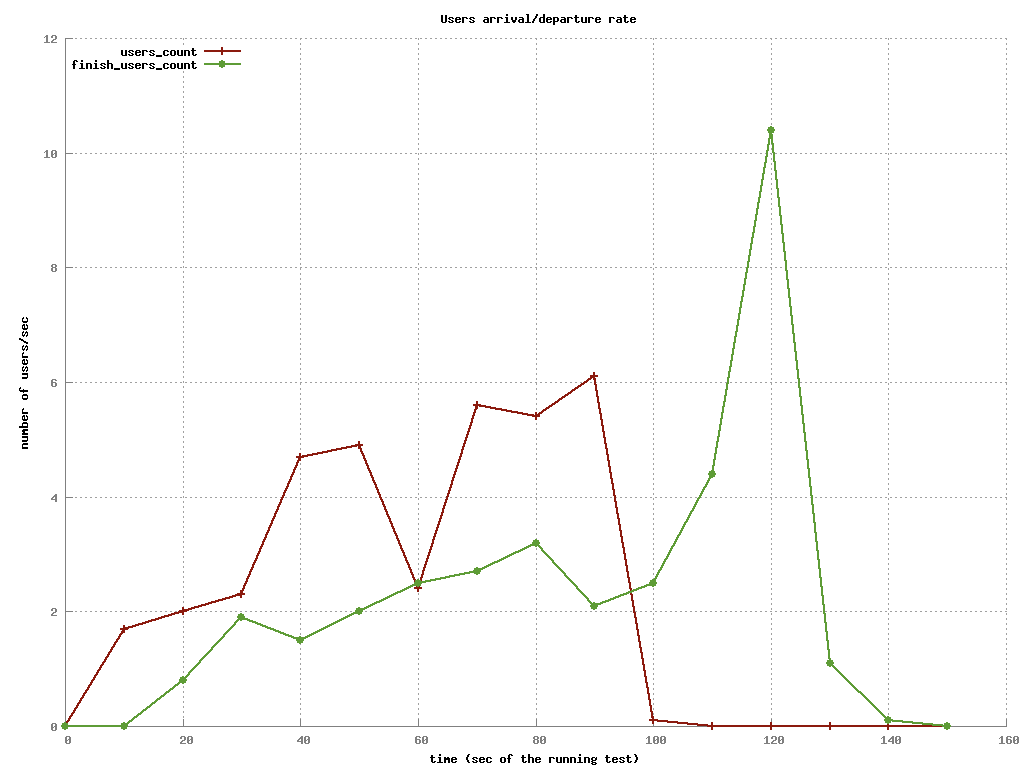 Users arrival/departure rate
12
users_count
finish_users_count
10
8
number of users/sec
6
4
2
0
0 20 40 60 80 100 120 140 160
time (sec of the running test)